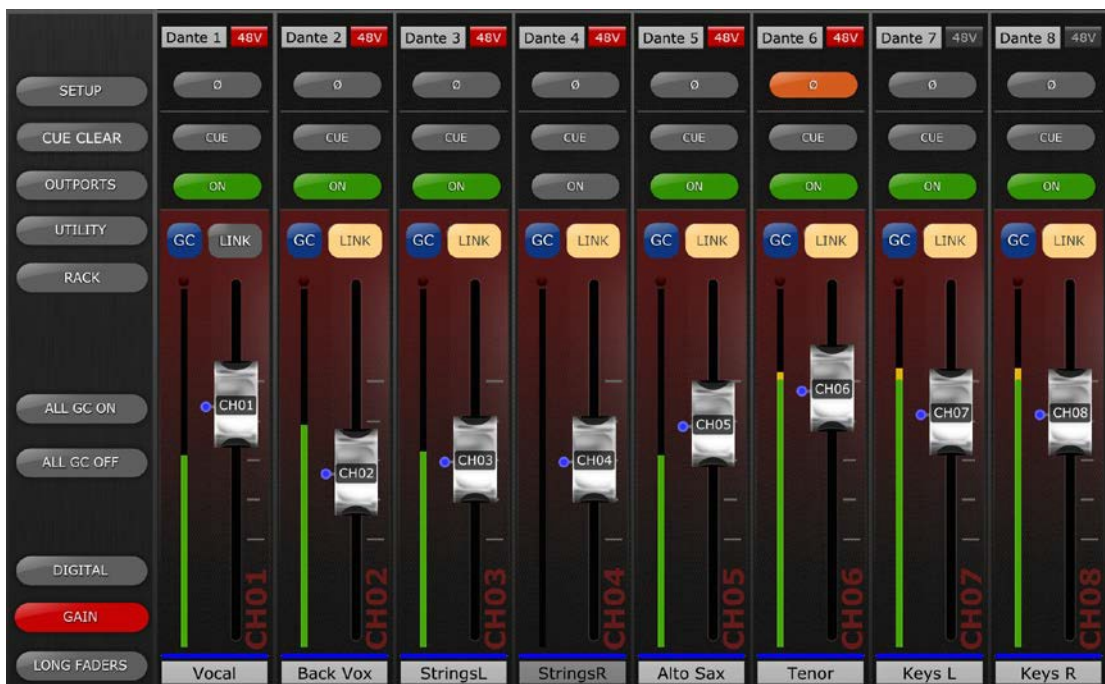 Dante 1 48V Dante 2 48V Dante 3 48V Dante 4 48V Dante 5 48V Dante 6 48V Dante 7 48V Dante 8 48V
SETUP Ø Ø Ø Ø Ø Ø Ø Ø
CUE CLEAR CUE CUE CUE CUE CUE CUE CUE CUE
OUTPORTS ON ON ON ON ON ON ON ON
UTILITY GC LINK GC LINK GC LINK GC LINK GC LINK GC LINK GC LINK GC LINK
RACK
ALL GC ON CH01 CH02 CH03 CH04 CH05 CH06 CH07 CH08
ALL GC OFF
DIGITAL
GAIN CH01 CH02 CH03 CH04 CH05 CH06 CH07 CH08
LONG FADERS Vocal Back Vox StringsL StringsR Alto Sax Tenor Keys L Keys R